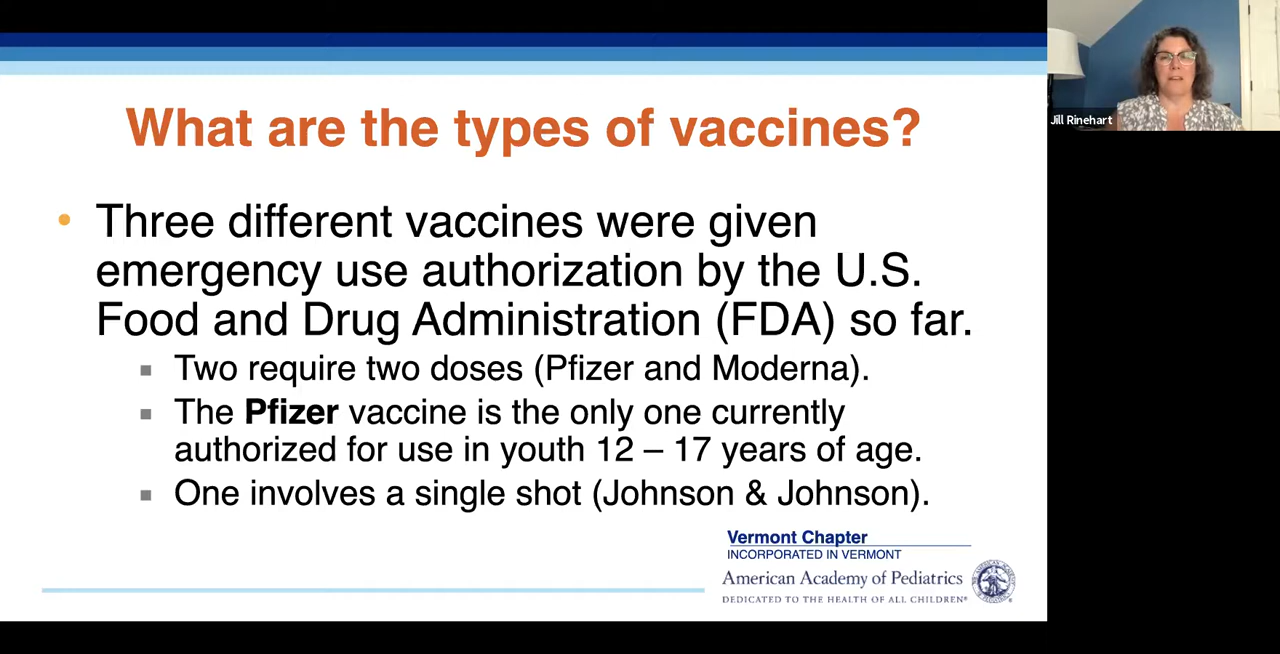 What are the types of vaccines?
Jill Rinehart
• Three different vaccines were given
emergency use authorization by the U.S.
Food and Drug Administration (FDA) so far.
▪ Two require two doses (Pfizer and Moderna).
▪ The Pfizer vaccine is the only one currently
authorized for use in youth 12 – 17 years of age.
▪ One involves a single shot (Johnson & Johnson).
Vermont Chapter
INCORPORATED IN VERMONT
American Academy of Pediatrics
DEDICATED TO THE HEALTH OF ALL CHILDREN®